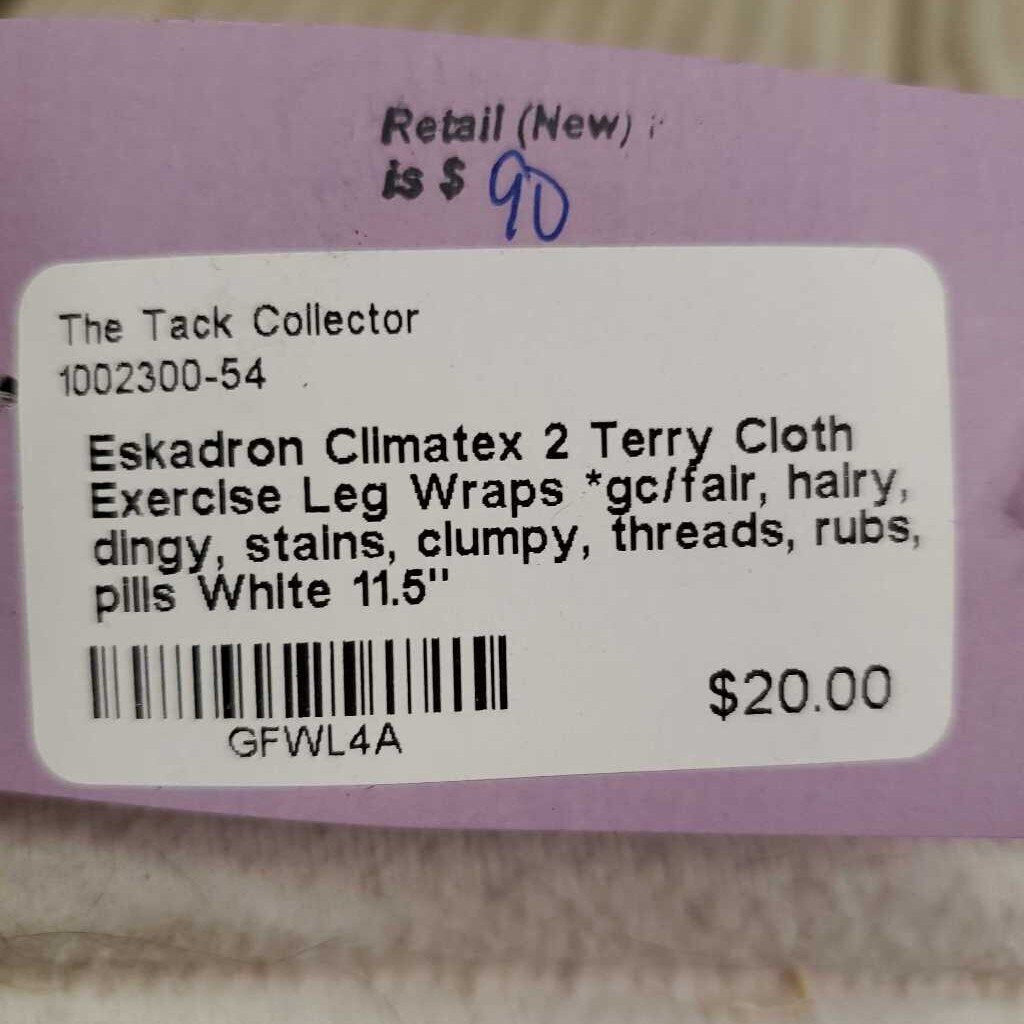 Retail (New)
is $ 90
The Tack Collector
1002300-54
Eskadron Climatex 2 Terry Cloth
Exercise Leg Wraps *gc/fair, hairy,
dingy, stains, clumpy, threads, rubs,
pills White 11.5"
$20.00
GFWL4A